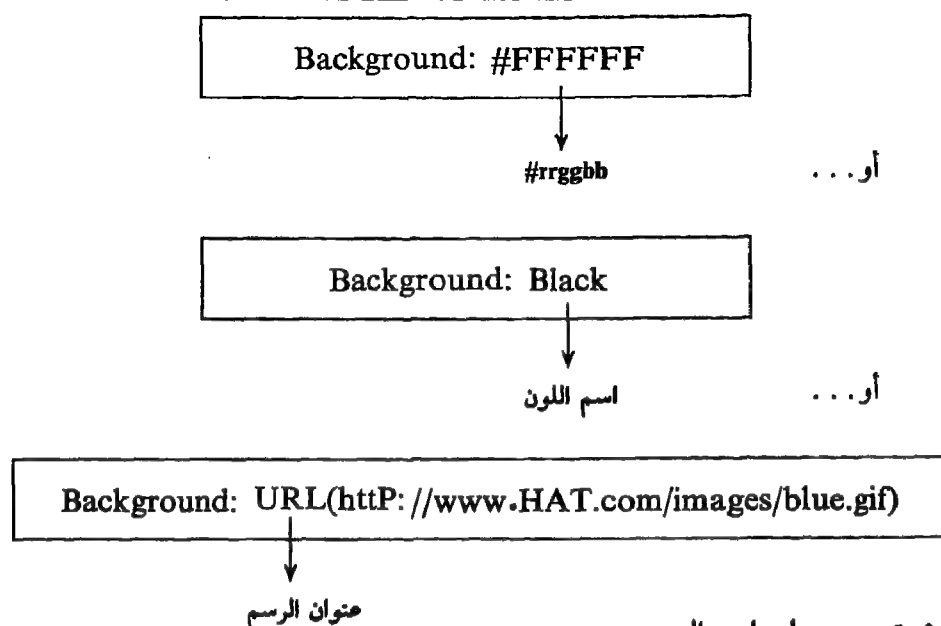 Background: #FFFFFF
#rrggbb
أو . . .
Background: Black
اسم اللون
أو . . .
Background: URL(httP://www.HAT.com/images/blue.gif)
عنوان الرسم